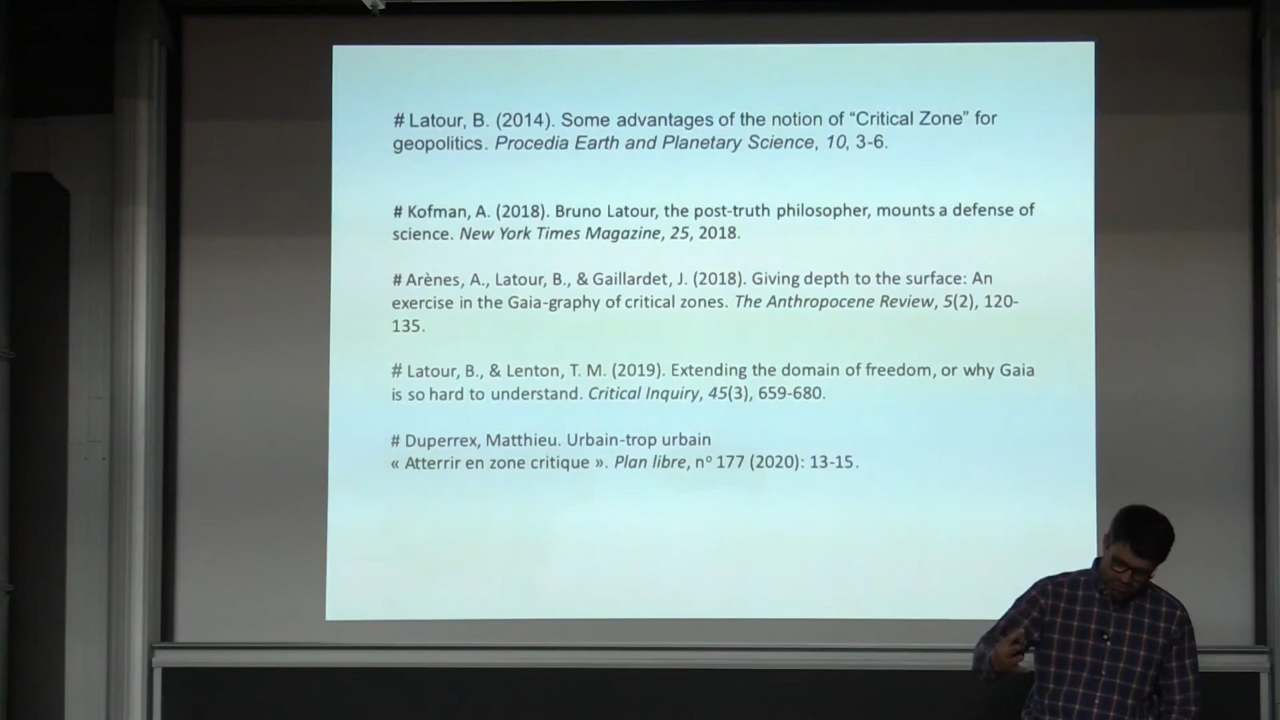 # Latour, B. (2014). Some advantages of the notion of “Critical Zone” for
geopolitics. Procedia Earth and Planetary Science, 10, 3-6.
# Kofman, A. (2018). Bruno Latour, the post-truth philosopher, mounts a defense of
science. New York Times Magazine, 25, 2018.
# Arènes, A., Latour, B., & Gaillardet, J. (2018). Giving depth to the surface: An
exercise in the Gaia-graphy of critical zones. The Anthropocene Review, 5(2), 120-
135.
# Latour, B., & Lenton, T. M. (2019). Extending the domain of freedom, or why Gaia
is so hard to understand. Critical Inquiry, 45(3), 659-680.
# Duperrex, Matthieu. Urbain-trop urbain
« Atterrir en zone critique ». Plan libre, nº 177 (2020): 13-15.